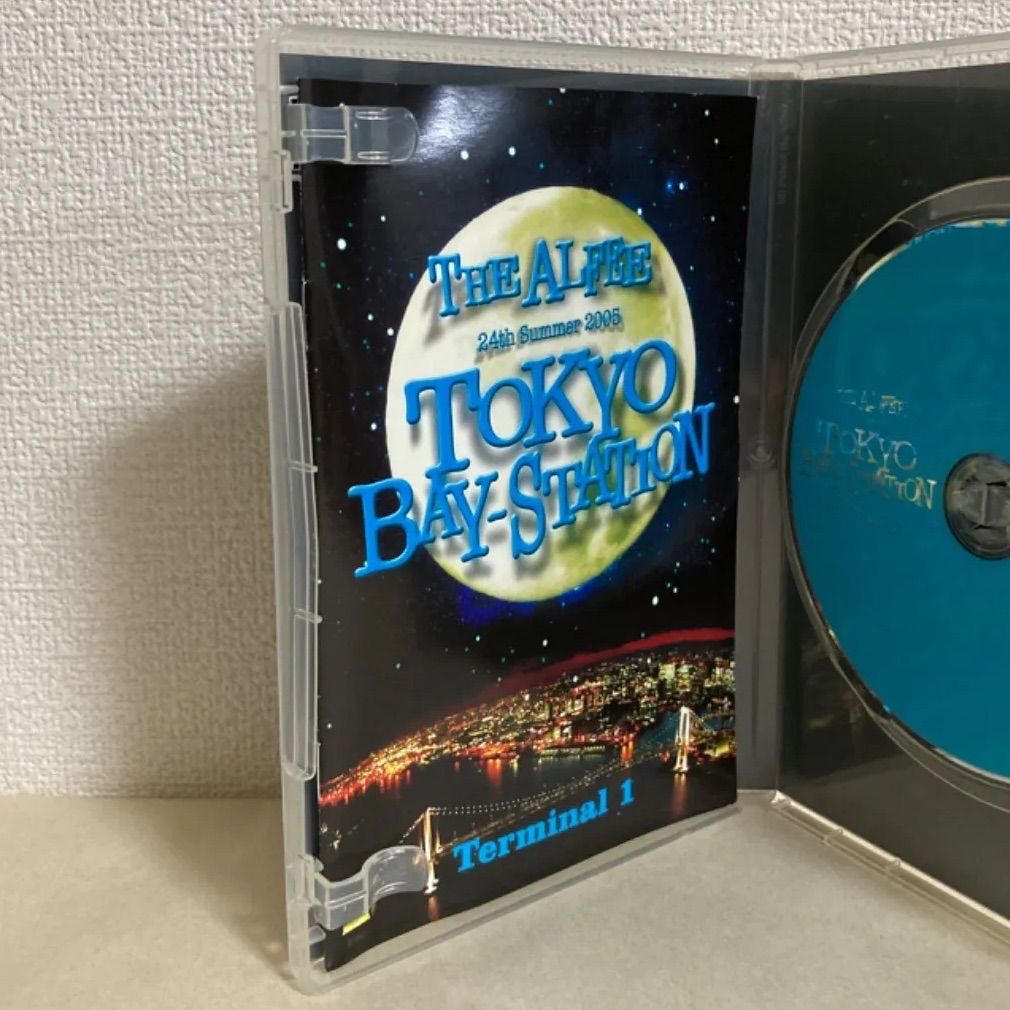 THE ALFEE
24th Summer 2005
TOKYO
BAY-STATION
Terminal 1
THE ALFEE
TOKYO
BAY-STATION